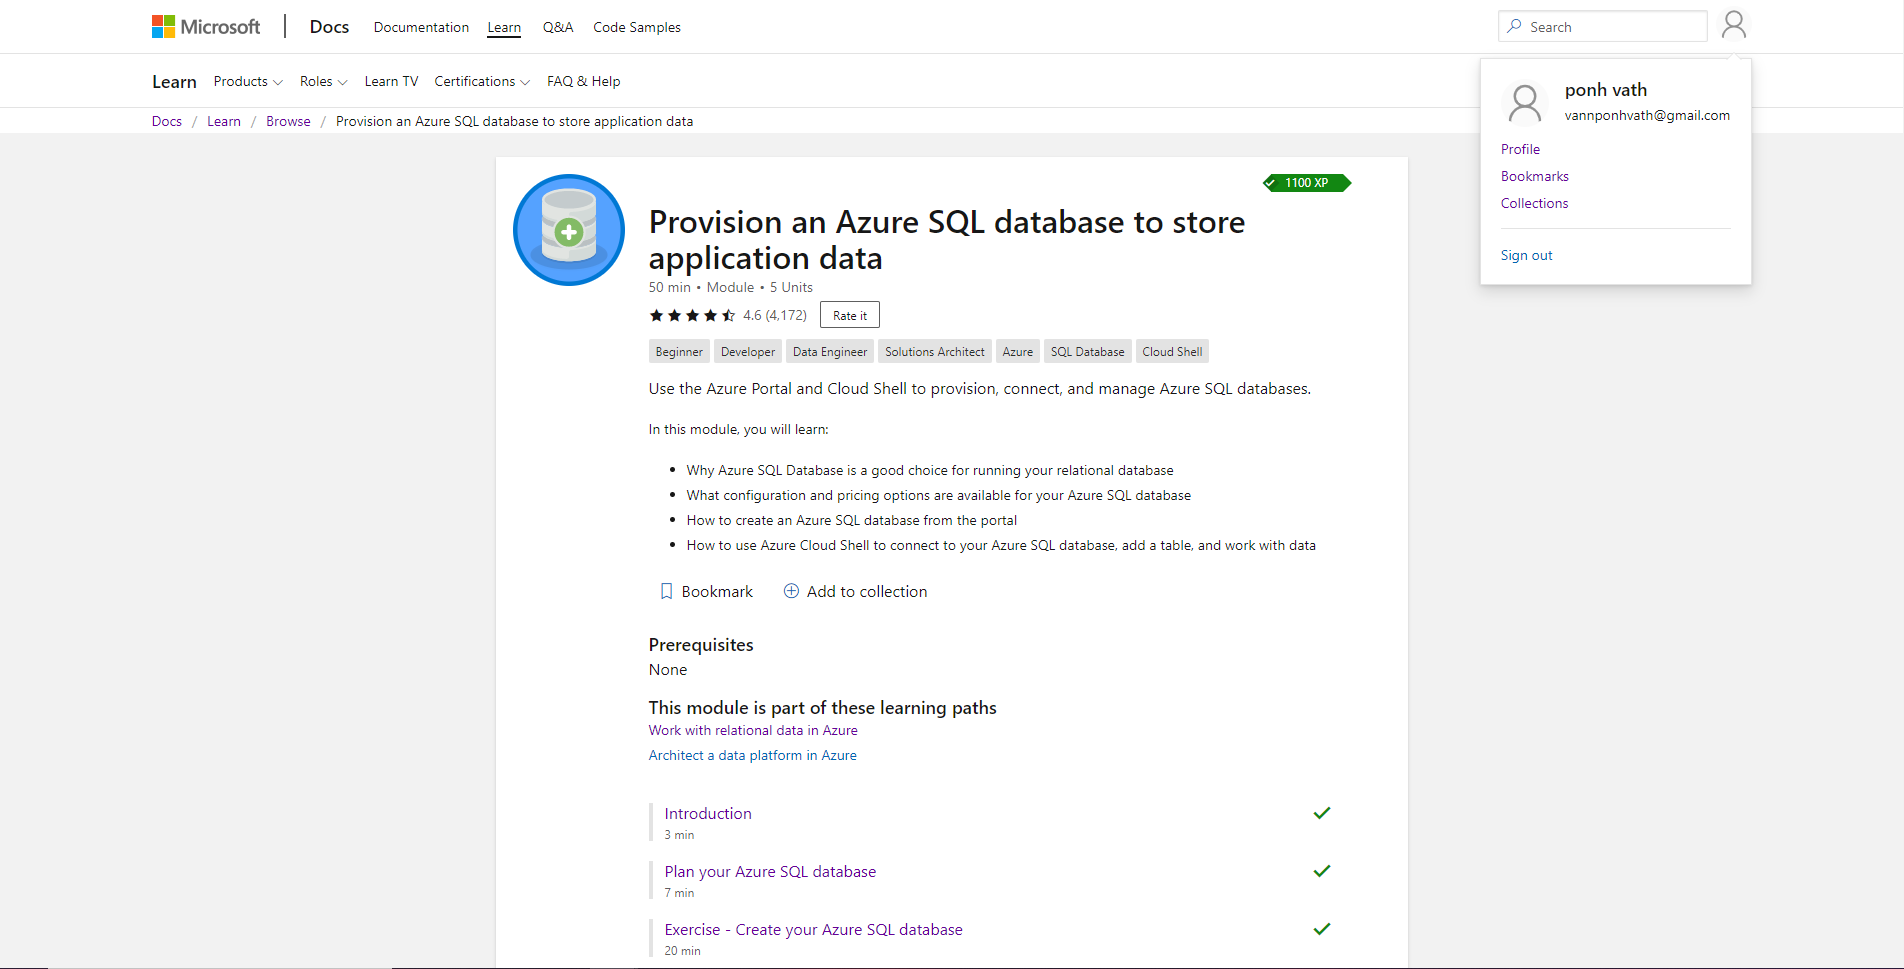 Microsoft
Docs
Documentation
Learn
Q&A
Code Samples
Search
Learn
Products
Roles
Learn TV
Certifications
FAQ & Help
Docs / Learn / Browse / Provision an Azure SQL database to store application data
ponh vath
vannponhvath@gmail.com
Profile
Bookmarks
Collections
Sign out
1100 XP
Provision an Azure SQL database to store
application data
50 min • Module • 5 Units
4.6 (4,172)
Rate it
Beginner
Developer
Data Engineer
Solutions Architect
Azure
SQL Database
Cloud Shell
Use the Azure Portal and Cloud Shell to provision, connect, and manage Azure SQL databases.
In this module, you will learn:
• Why Azure SQL Database is a good choice for running your relational database
• What configuration and pricing options are available for your Azure SQL database
• How to create an Azure SQL database from the portal
• How to use Azure Cloud Shell to connect to your Azure SQL database, add a table, and work with data
Bookmark
Add to collection
Prerequisites
None
This module is part of these learning paths
Work with relational data in Azure
Architect a data platform in Azure
Introduction
3 min
Plan your Azure SQL database
7 min
Exercise - Create your Azure SQL database
20 min